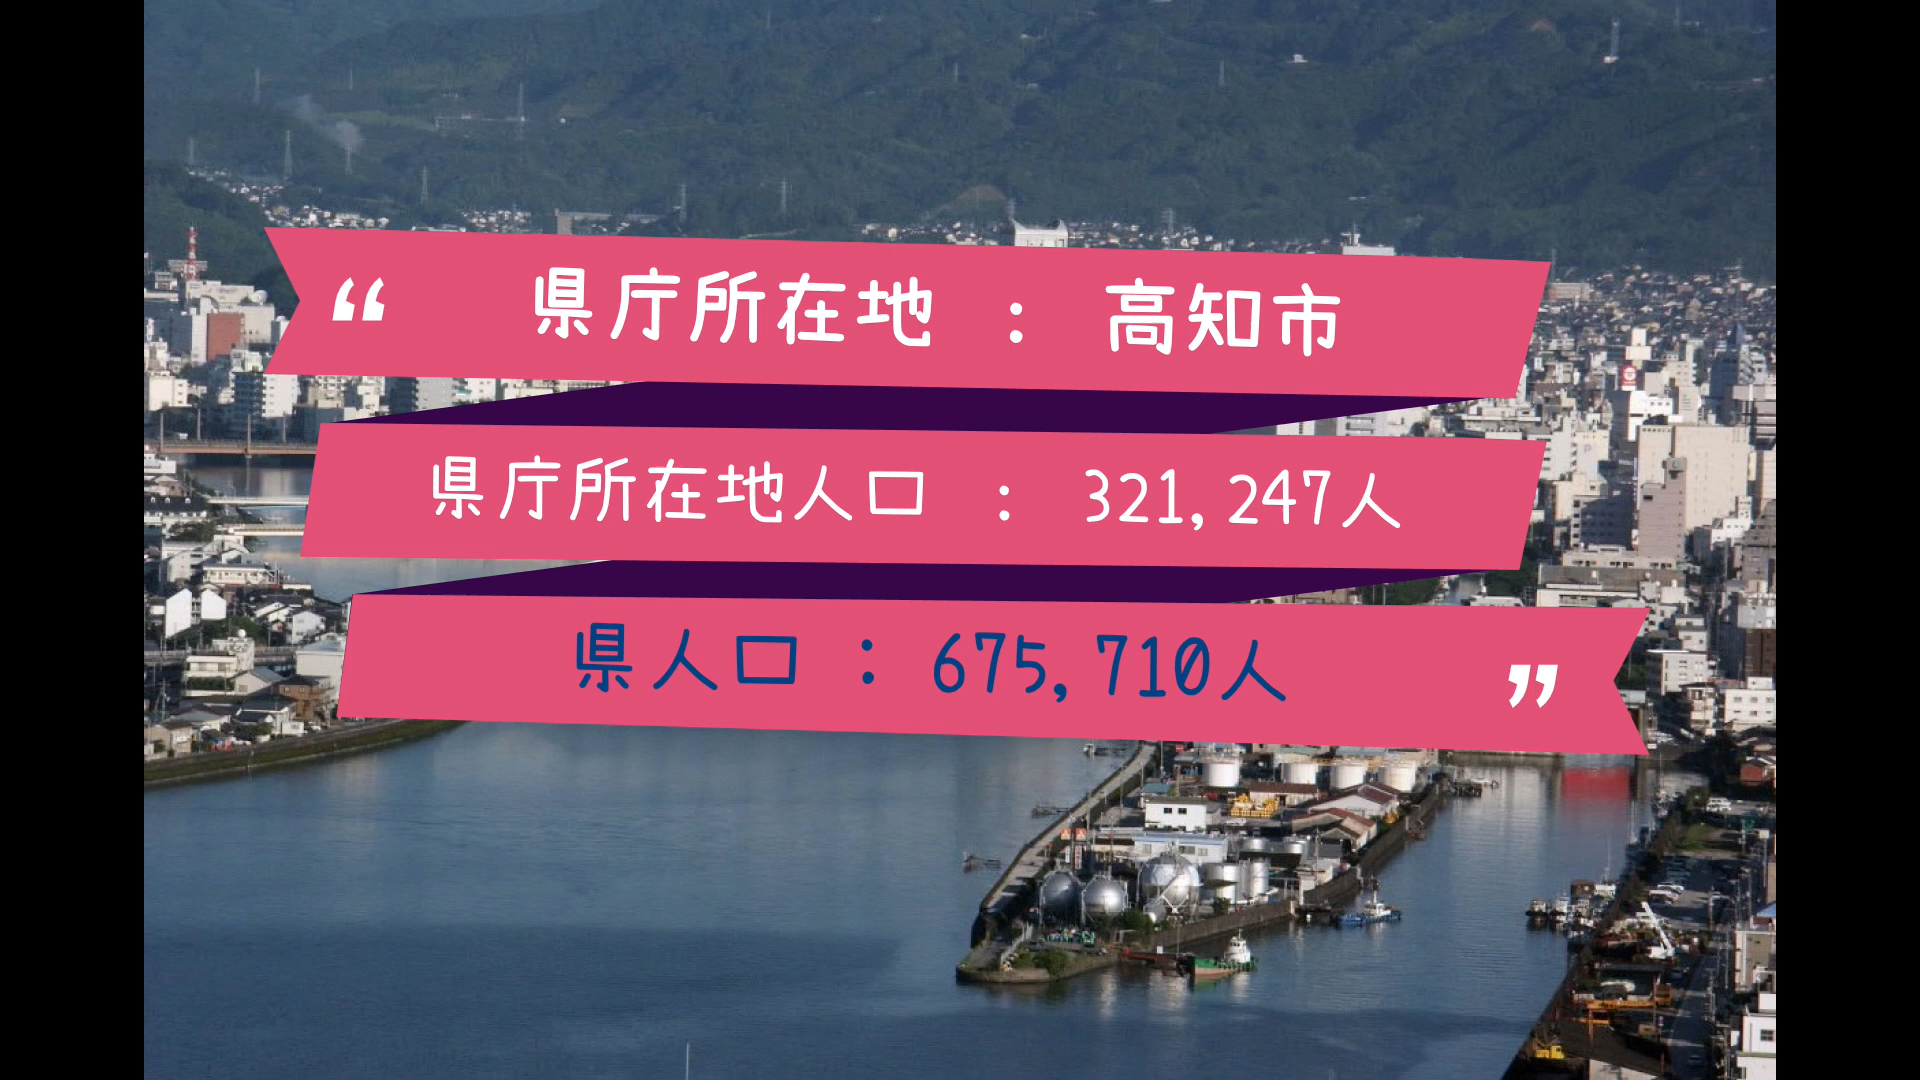 “ 県庁所在地 : 高知市
県庁所在地人口 : 321,247人
県人口 : 675,710人 ”